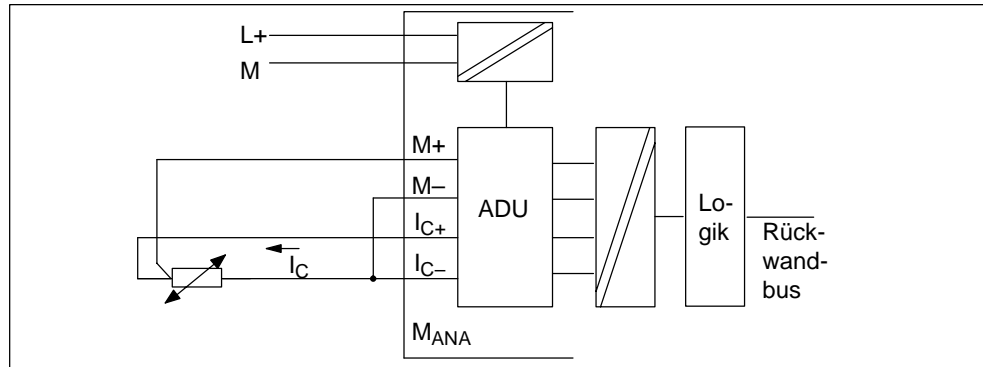 L+
M
M+
M–
IC+
IC
IC–
MANA
ADU
Lo-
gik
Rück-
wand-
bus